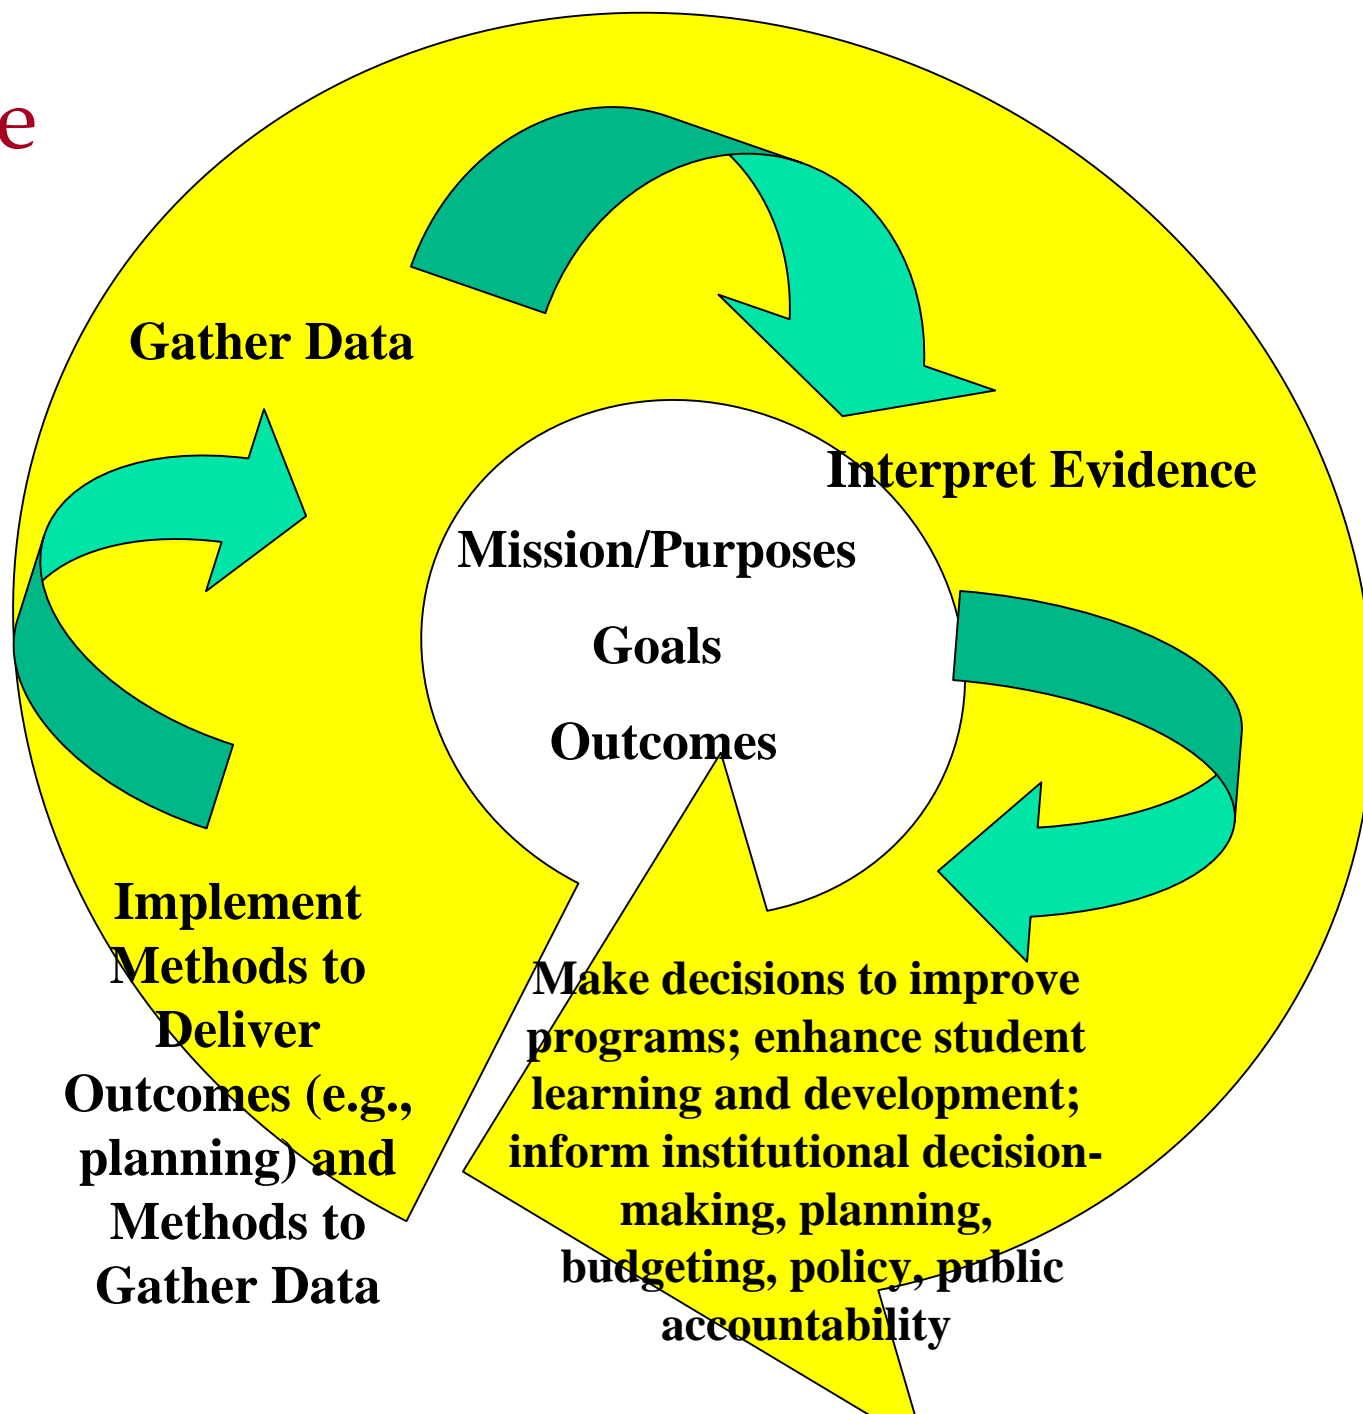 e
Gather Data
Interpret Evidence
Mission/Purposes
Goals
Outcomes
Implement
Methods to
Deliver
Outcomes (e.g.,
planning) and
Methods to
Gather Data
Make decisions to improve
programs; enhance student
learning and development;
inform institutional decision-
making, planning,
budgeting, policy, public
accountability